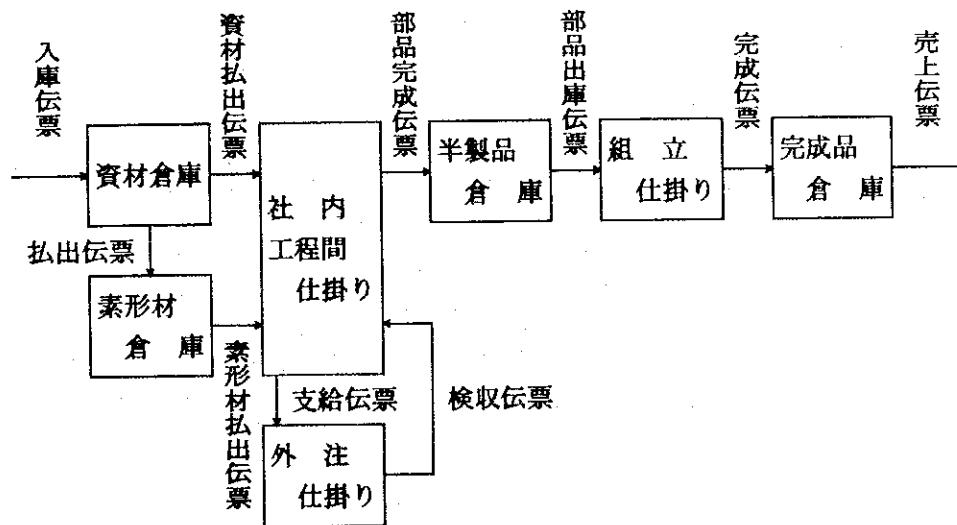 入庫伝票
資材払出伝票
部品完成伝票
部品出庫伝票
完成伝票
売上伝票
資材倉庫
社　内
工程間
仕掛り
半製品
倉　庫
組　立
仕掛り
完成品
倉　庫
払出伝票
素形材
倉　庫
素形材払出伝票
支給伝票
検収伝票
外　注
仕掛り